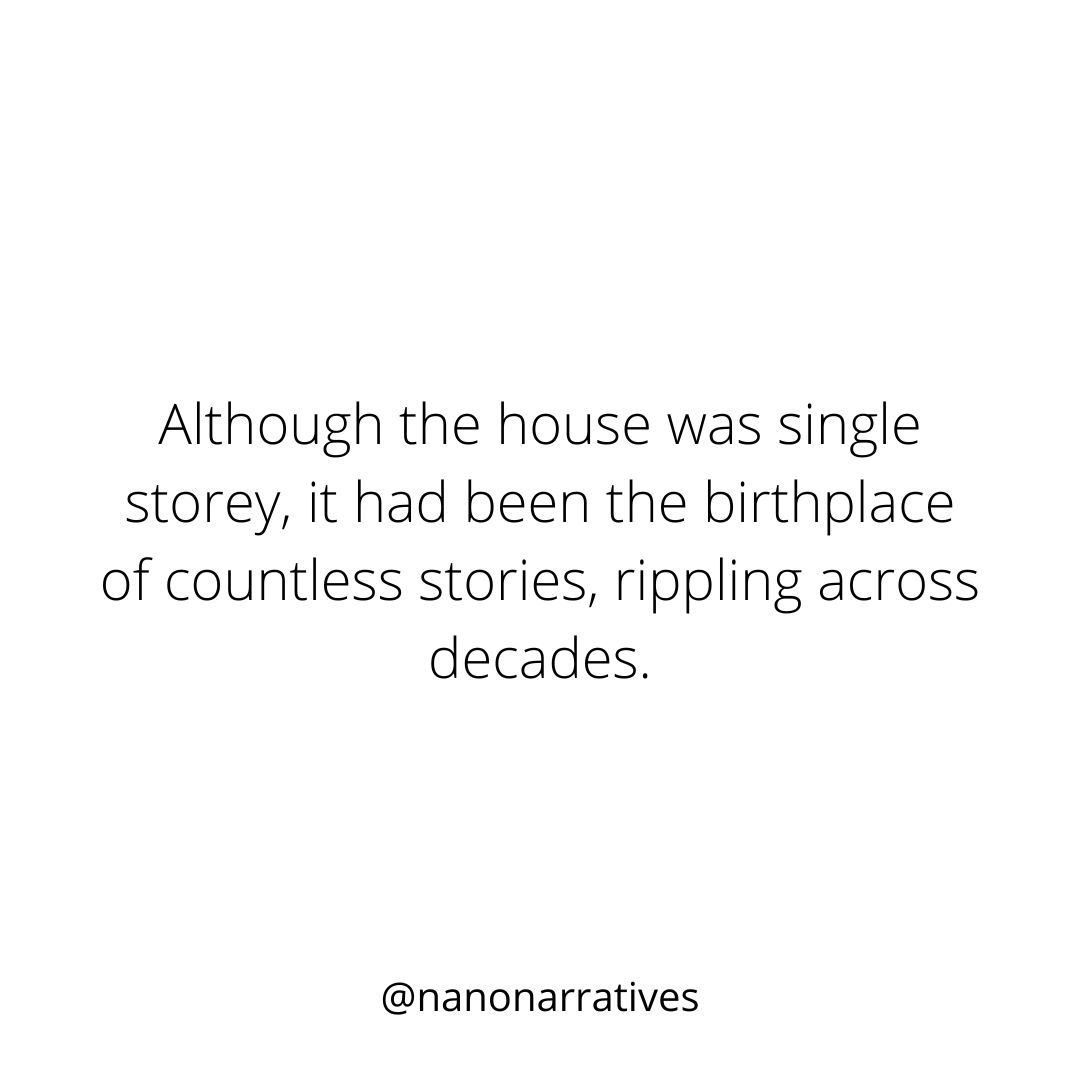 Although the house was single
storey, it had been the birthplace
of countless stories, rippling across
decades.
@nanonarratives